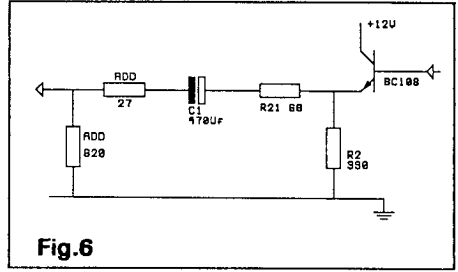 +12V
BC108
ADD
27
C1
470UF
R21 68
ADD
820
R2
390
Fig.6